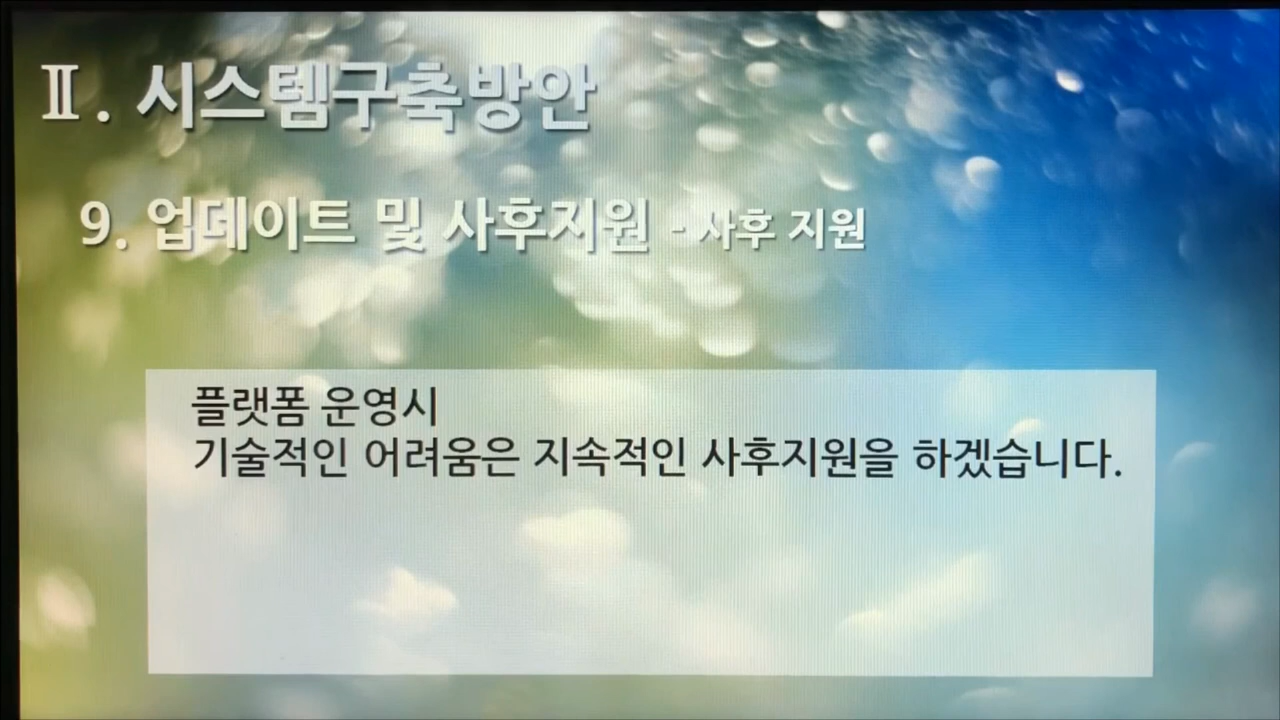 Ⅱ. 시스템구축방안
9. 업데이트 및 사후지원 - 사후 지원
플랫폼 운영시
기술적인 어려움은 지속적인 사후지원을 하겠습니다.